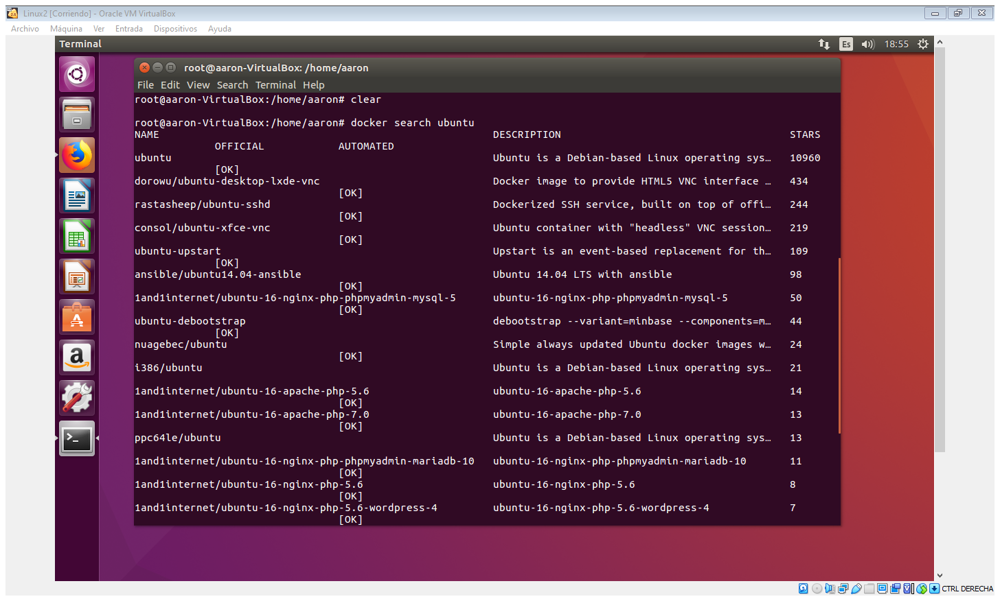 Linux2 [Corriendo] - Oracle VM VirtualBox
Archivo Máquina Ver Entrada Dispositivos Ayuda
Terminal Es 18:55
root@aaron-VirtualBox: /home/aaron
File Edit View Search Terminal Help
root@aaron-VirtualBox:/home/aaron# clear
root@aaron-VirtualBox:/home/aaron# docker search ubuntu
NAME DESCRIPTION STARS
OFFICIAL AUTOMATED
ubuntu Ubuntu is a Debian-based Linux operating sys… 10960
[OK]
dorowu/ubuntu-desktop-lxde-vnc Docker image to provide HTML5 VNC interface … 434
[OK]
rastasheep/ubuntu-sshd Dockerized SSH service, built on top of offi… 244
[OK]
consol/ubuntu-xfce-vnc Ubuntu container with "headless" VNC session… 219
[OK]
ubuntu-upstart Upstart is an event-based replacement for th… 109
[OK]
ansible/ubuntu14.04-ansible Ubuntu 14.04 LTS with ansible 98
[OK]
1and1internet/ubuntu-16-nginx-php-phpmyadmin-mysql-5 ubuntu-16-nginx-php-phpmyadmin-mysql-5 50
[OK]
ubuntu-debootstrap debootstrap --variant=minbase --components=m… 44
[OK]
nuagebec/ubuntu Simple always updated Ubuntu docker images w… 24
[OK]
i386/ubuntu Ubuntu is a Debian-based Linux operating sys… 21
1and1internet/ubuntu-16-apache-php-5.6 ubuntu-16-apache-php-5.6 14
[OK]
1and1internet/ubuntu-16-apache-php-7.0 ubuntu-16-apache-php-7.0 13
[OK]
ppc64le/ubuntu Ubuntu is a Debian-based Linux operating sys… 13
1and1internet/ubuntu-16-nginx-php-phpmyadmin-mariadb-10 ubuntu-16-nginx-php-phpmyadmin-mariadb-10 11
[OK]
1and1internet/ubuntu-16-nginx-php-5.6 ubuntu-16-nginx-php-5.6 8
[OK]
1and1internet/ubuntu-16-nginx-php-5.6-wordpress-4 ubuntu-16-nginx-php-5.6-wordpress-4 7
[OK]
CTRL DERECHA